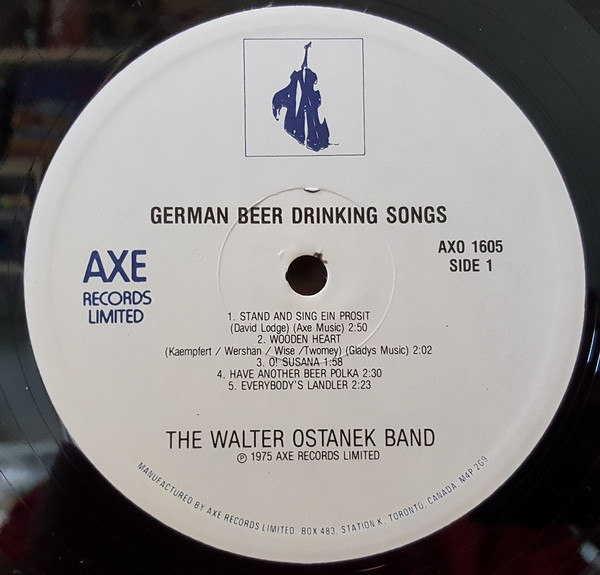 AXE
GERMAN BEER DRINKING SONGS
AXE
RECORDS
LIMITED
AXO 1605
SIDE 1
1. STAND AND SING EIN PROSIT
(David Lodge) (Axe Music) 2:50
2. WOODEN HEART
(Kaempfert / Wershan / Wise /Twomey) (Gladys Music) 2:02
3. O! SUSANA 1:58
4. HAVE ANOTHER BEER POLKA 2:30
5. EVERYBODY'S LANDLER 2:23
THE WALTER OSTANEK BAND
℗ 1975 AXE RECORDS LIMITED
MANUFACTURED BY AXE RECORDS LIMITED. BOX 483, STATION K, TORONTO, CANADA, M4P 2G9